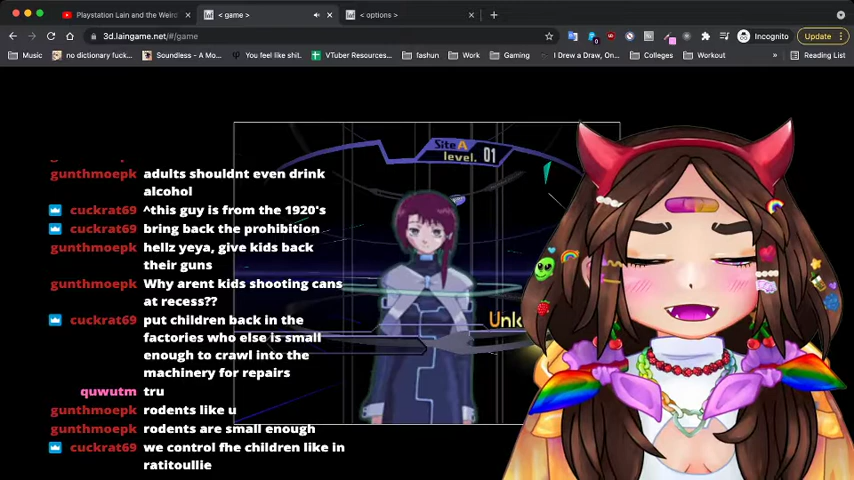 Playstation Lain and the Weird
< game >
< options >
3d.laingame.net/#/game
Incognito
Update
Music
no dictionary fuck...
Soundless - A Mo...
You feel like shit.
VTuber Resources...
fashun
Work
Gaming
I Drew a Draw, On...
Colleges
Workout
Reading List
Site A
level. 01
gunthmoepk adults shouldnt even drink
alcohol
cuckrat69 ^this guy is from the 1920's
cuckrat69 bring back the prohibition
gunthmoepk hellz yeya, give kids back
their guns
gunthmoepk Why arent kids shooting cans
at recess??
cuckrat69 put children back in the
factories who else is small
enough to crawl into the
machinery for repairs
quwutm tru
gunthmoepk rodents like u
gunthmoepk rodents are small enough
cuckrat69 we control fhe children like in
ratitoullie
Unk